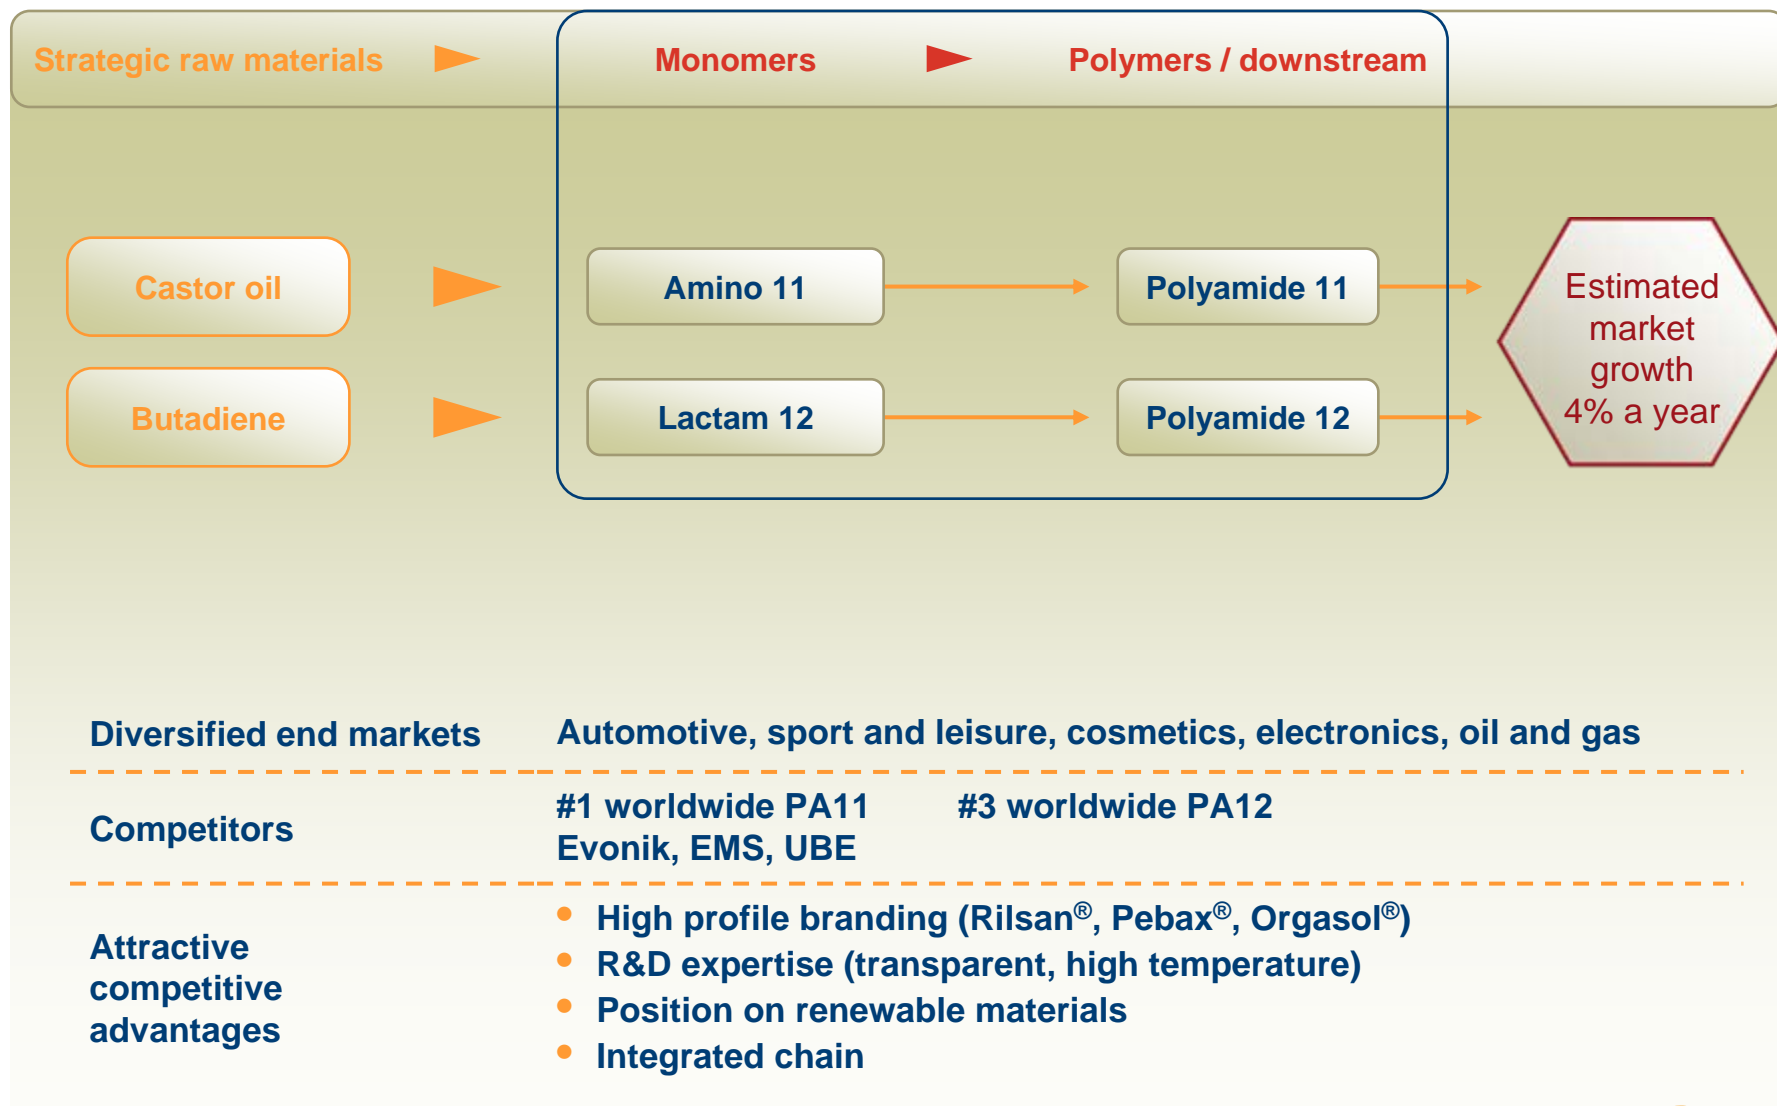 Strategic raw materials Monomers Polymers / downstream
Castor oil Amino 11 Polyamide 11
Butadiene Lactam 12 Polyamide 12
Estimated
market
growth
4% a year
Diversified end markets Automotive, sport and leisure, cosmetics, electronics, oil and gas
Competitors
#1 worldwide PA11 #3 worldwide PA12
Evonik, EMS, UBE
Attractive
competitive
advantages
• High profile branding (Rilsan®, Pebax®, Orgasol®)
• R&D expertise (transparent, high temperature)
• Position on renewable materials
• Integrated chain